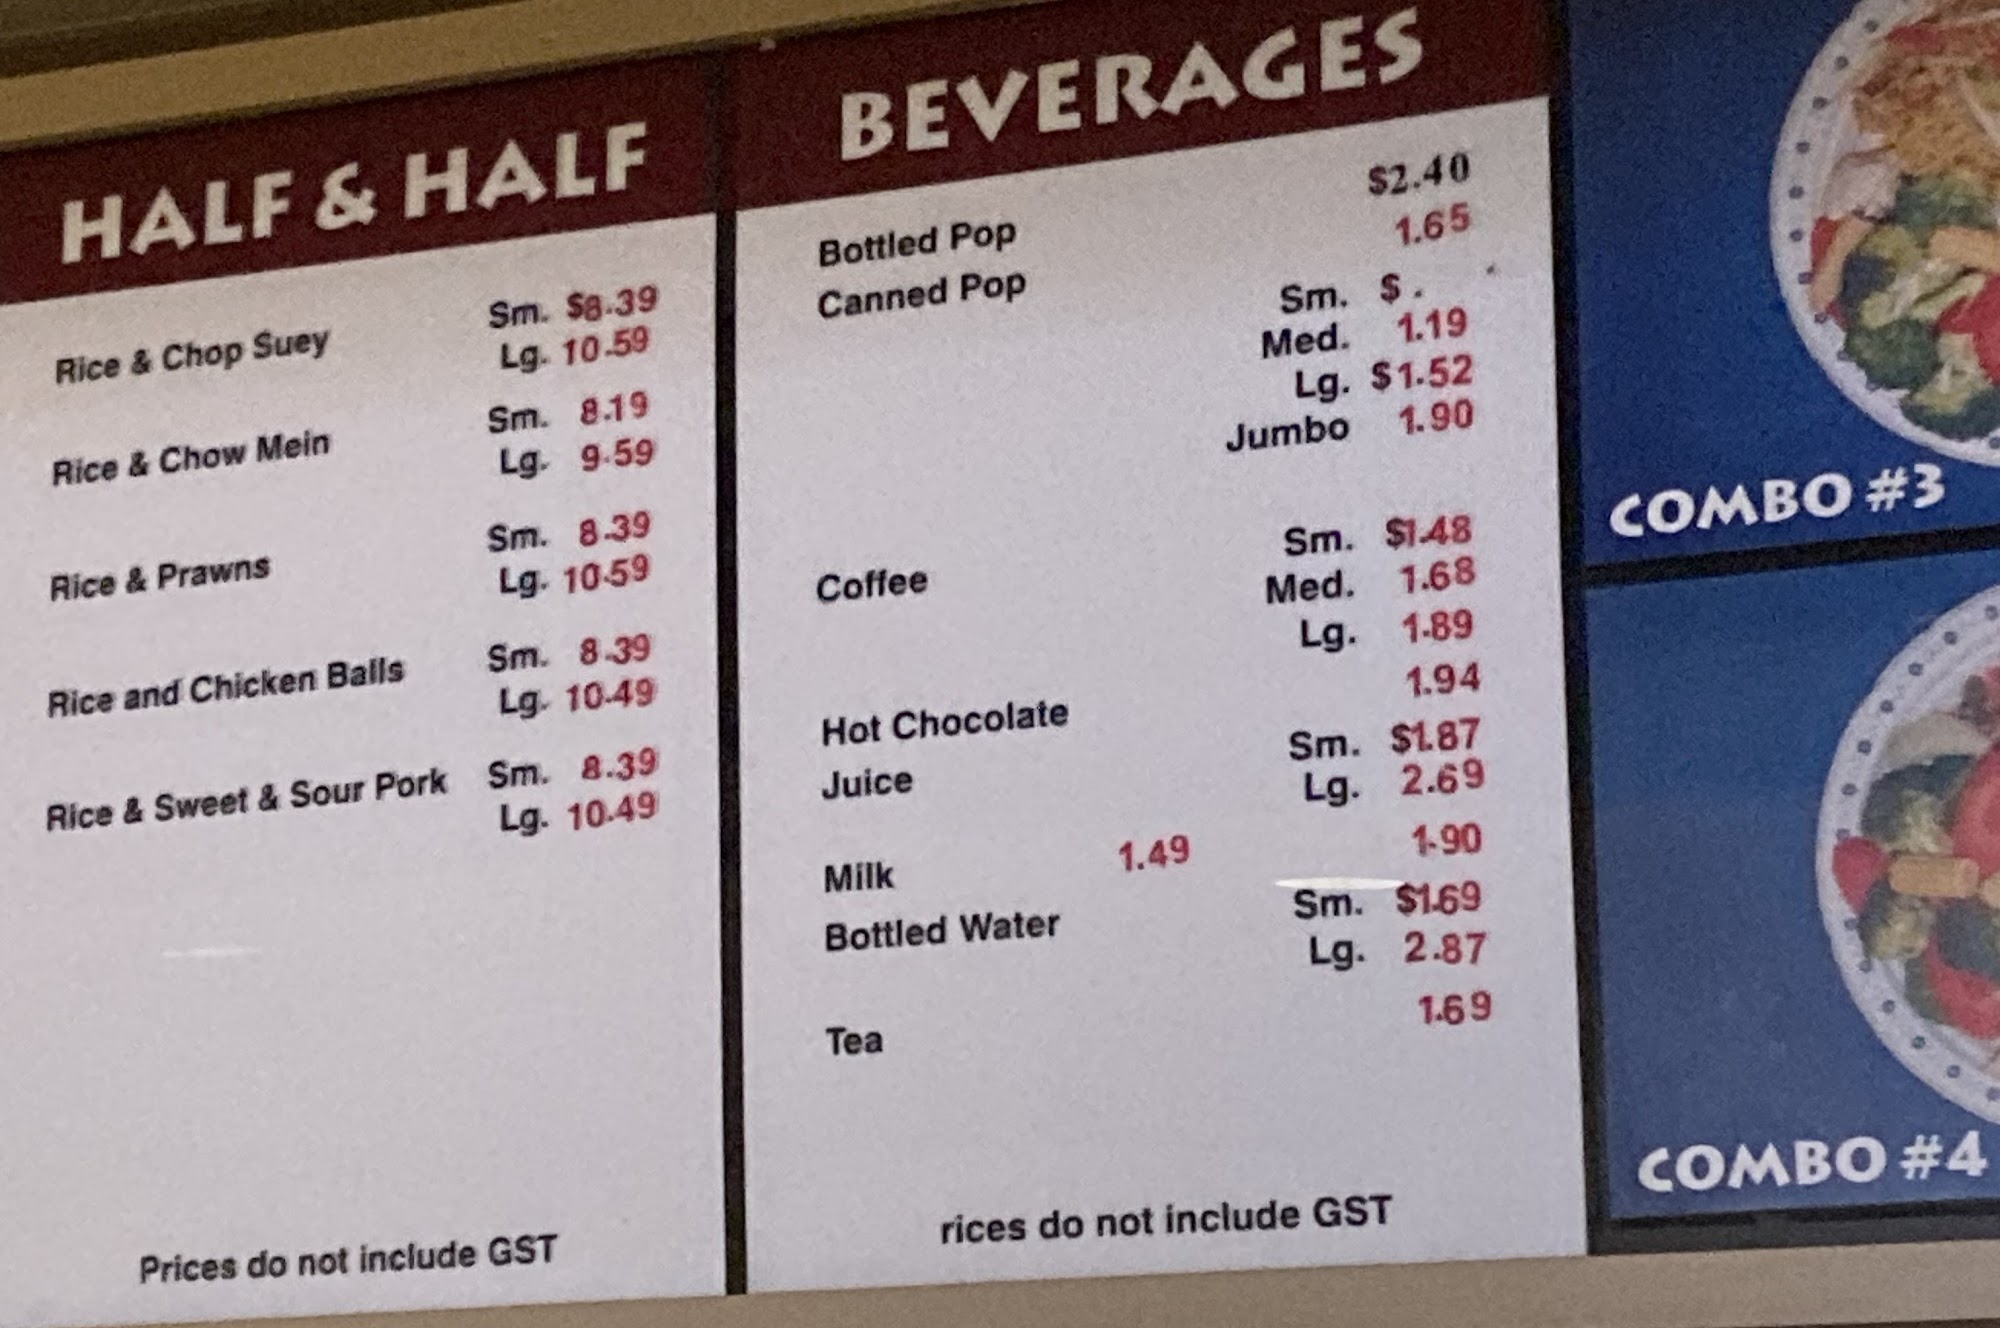 HALF & HALF
Rice & Chop Suey Sm. $8.39
Lg. 10.59
Rice & Chow Mein Sm. 8.19
Lg. 9.59
Rice & Prawns Sm. 8.39
Lg. 10.59
Rice and Chicken Balls Sm. 8.39
Lg. 10.49
Rice & Sweet & Sour Pork Sm. 8.39
Lg. 10.49
Prices do not include GST
BEVERAGES
Bottled Pop $2.40
Canned Pop 1.65
Sm. $ .
Med. 1.19
Lg. $1.52
Jumbo 1.90
Coffee Sm. $1.48
Med. 1.68
Lg. 1.89
Hot Chocolate 1.94
Juice Sm. $1.87
Lg. 2.69
Milk 1.49 1.90
Bottled Water Sm. $1.69
Lg. 2.87
Tea 1.69
rices do not include GST
COMBO #3
COMBO #4